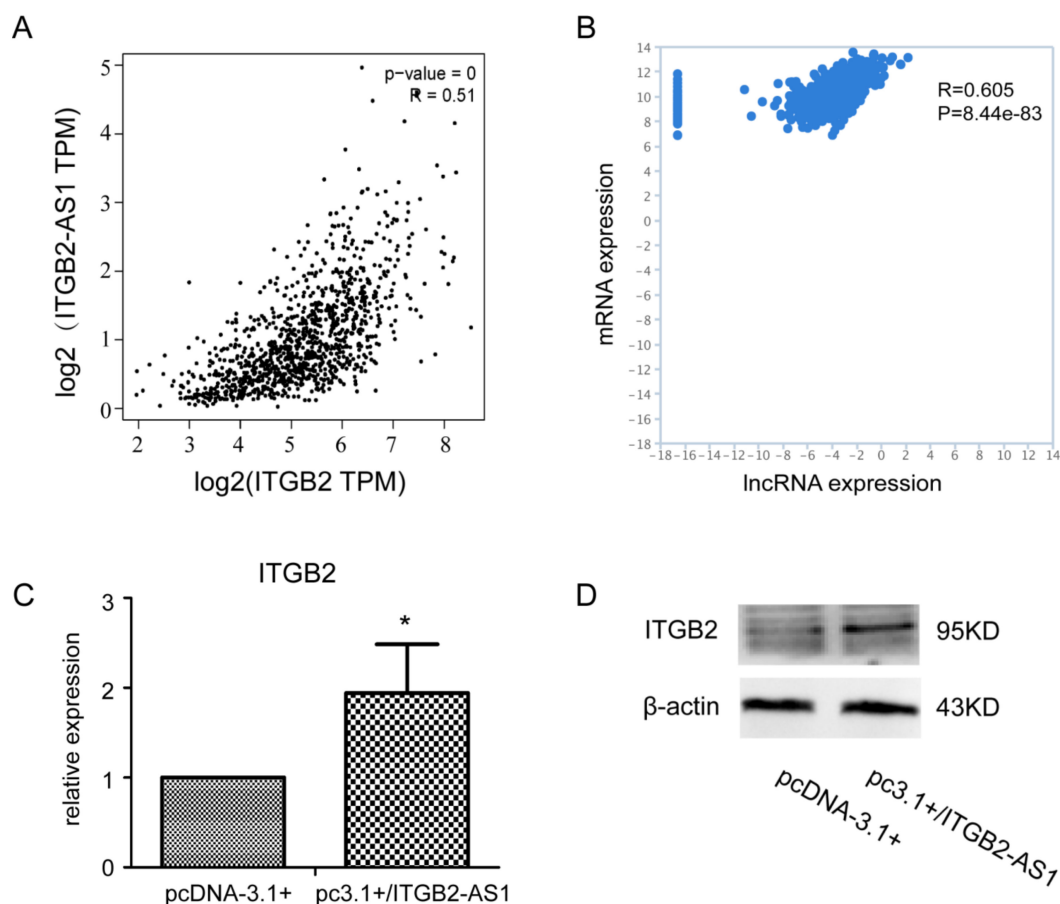 A
p-value = 0
R = 0.51
5
4
3
2
1
0
log2（ITGB2-AS1 TPM)
2 3 4 5 6 7 8
log2(ITGB2 TPM)
B
14
12
10
8
6
4
2
0
-2
-4
-6
-8
-10
-12
-14
-16
-18
mRNA expression
R=0.605
P=8.44e-83
-18 -16 -14 -12 -10 -8 -6 -4 -2 0 2 4 6 8 10 12 14
lncRNA expression
C
ITGB2
3
2
1
0
relative expression
*
pcDNA-3.1+ pc3.1+/ITGB2-AS1
D
ITGB2 95KD
β-actin 43KD
pcDNA-3.1+
pc3.1+/ITGB2-AS1